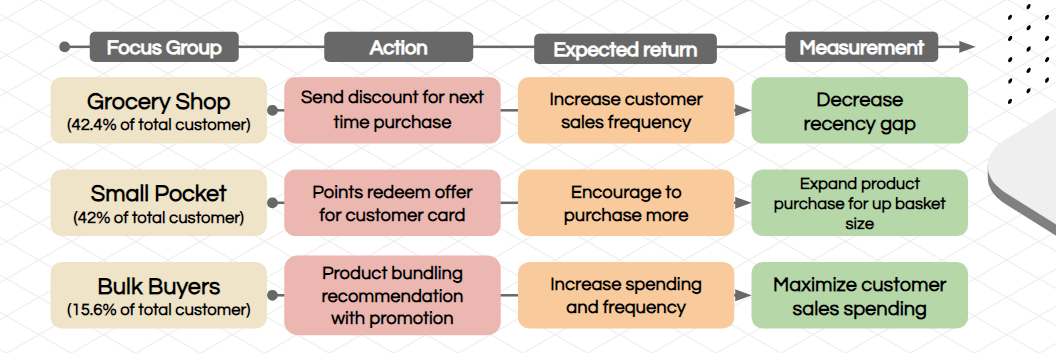 Focus Group
Action
Expected return
Measurement
Grocery Shop
(42.4% of total customer)
Send discount for next
time purchase
Increase customer
sales frequency
Decrease
recency gap
Small Pocket
(42% of total customer)
Points redeem offer
for customer card
Encourage to
purchase more
Expand product
purchase for up basket
size
Bulk Buyers
(15.6% of total customer)
Product bundling
recommendation
with promotion
Increase spending
and frequency
Maximize customer
sales spending